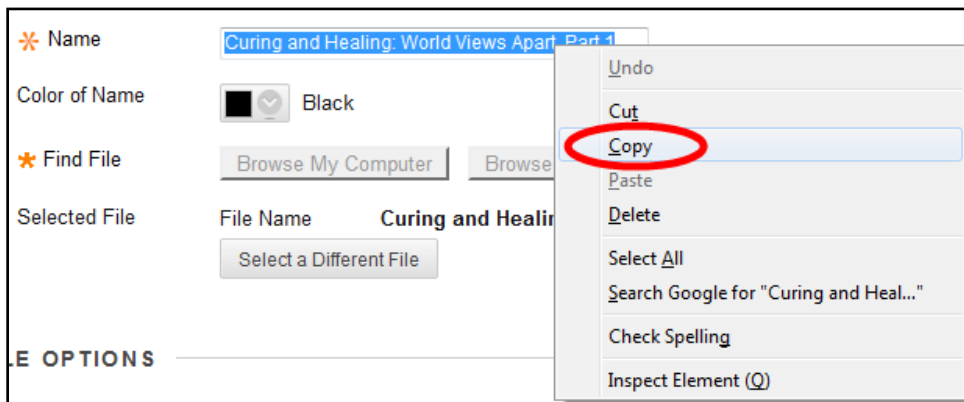 Name
Curing and Healing: World Views Apart, Part 1
Color of Name
Black
Find File
Browse My Computer
Browse
Selected File
File Name
Curing and Healin
Select a Different File
LE OPTIONS
Undo
Cut
Copy
Paste
Delete
Select All
Search Google for "Curing and Heal..."
Check Spelling
Inspect Element (Q)